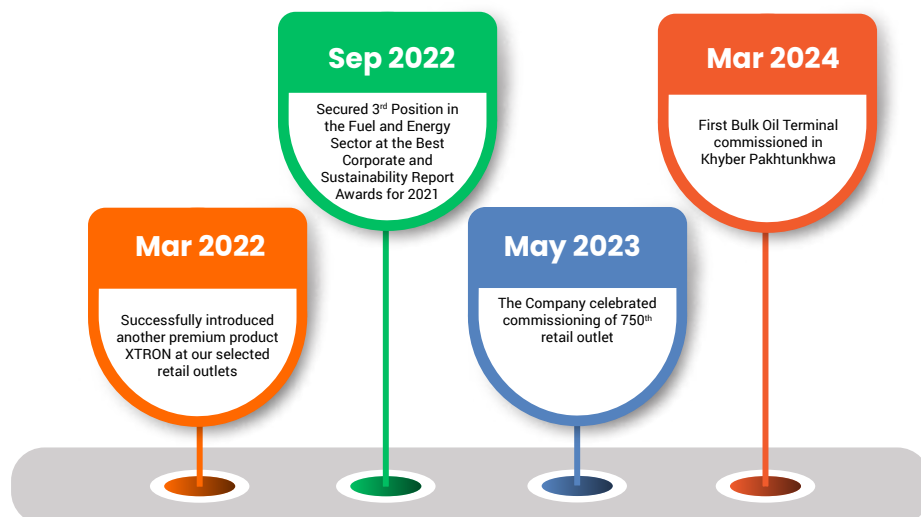 Mar 2022
Successfully introduced
another premium product
XTRON at our selected
retail outlets
Sep 2022
Secured 3rd Position in
the Fuel and Energy
Sector at the Best
Corporate and
Sustainability Report
Awards for 2021
May 2023
The Company celebrated
commissioning of 750th
retail outlet
Mar 2024
First Bulk Oil Terminal
commissioned in
Khyber Pakhtunkhwa